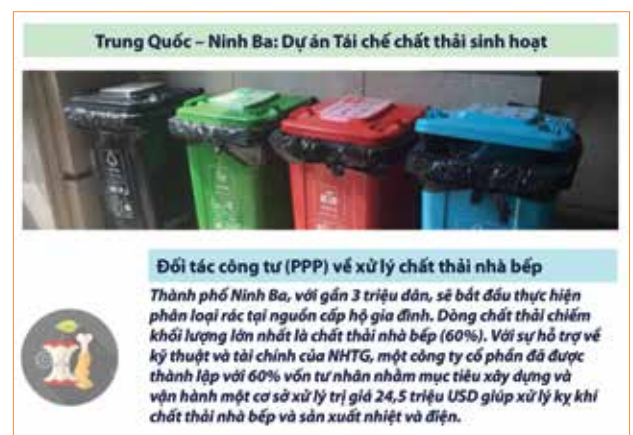 Trung Quốc – Ninh Ba: Dự án Tái chế chất thải sinh hoạt
Đối tác công tư (PPP) về xử lý chất thải nhà bếp
Thành phố Ninh Ba, với gần 3 triệu dân, sẽ bắt đầu thực hiện
phân loại rác tại nguồn cấp hộ gia đình. Dòng chất thải chiếm
khối lượng lớn nhất là chất thải nhà bếp (60%). Với sự hỗ trợ về
kỹ thuật và tài chính của NHTG, một công ty cổ phần đã được
thành lập với 60% vốn tư nhân nhằm mục tiêu xây dựng và
vận hành một cơ sở xử lý trị giá 24,5 triệu USD giúp xử lý kỵ khí
chất thải nhà bếp và sản xuất nhiệt và điện.